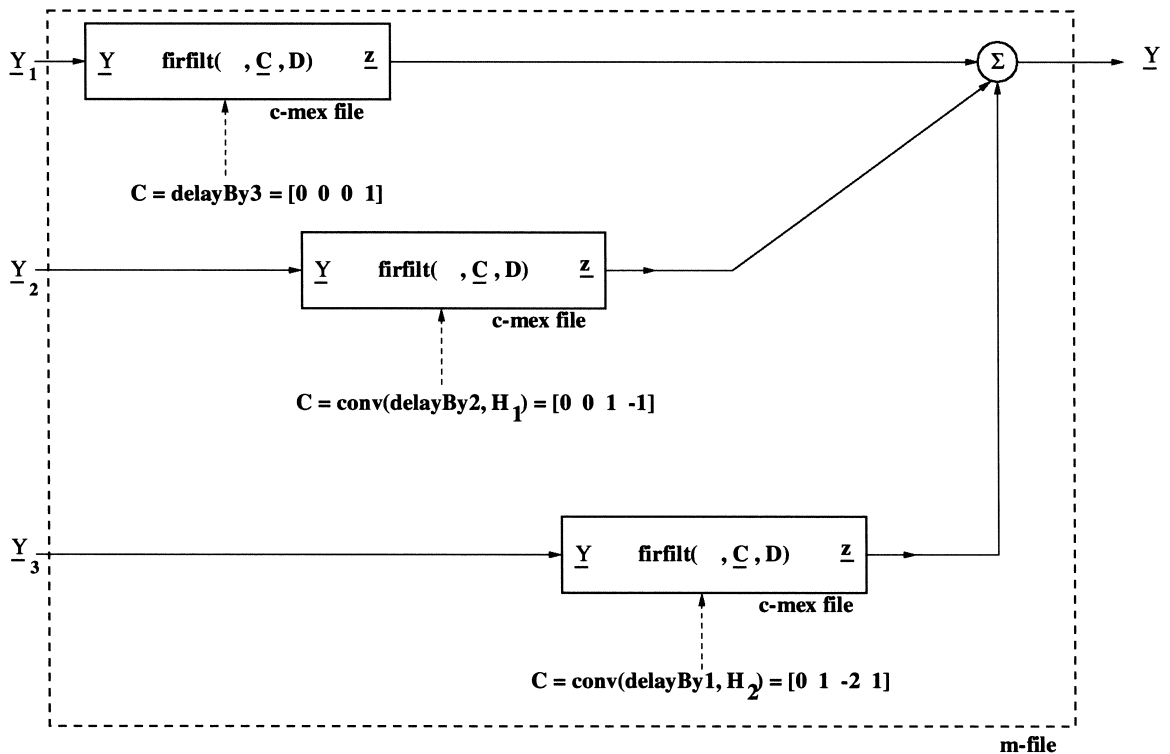 Y1 Y firfilt( , C , D) z Σ Y
c-mex file
C = delayBy3 = [0 0 0 1]
Y2 Y firfilt( , C , D) z
c-mex file
C = conv(delayBy2, H1) = [0 0 1 -1]
Y3 Y firfilt( , C , D) z
c-mex file
C = conv(delayBy1, H2) = [0 1 -2 1]
m-file